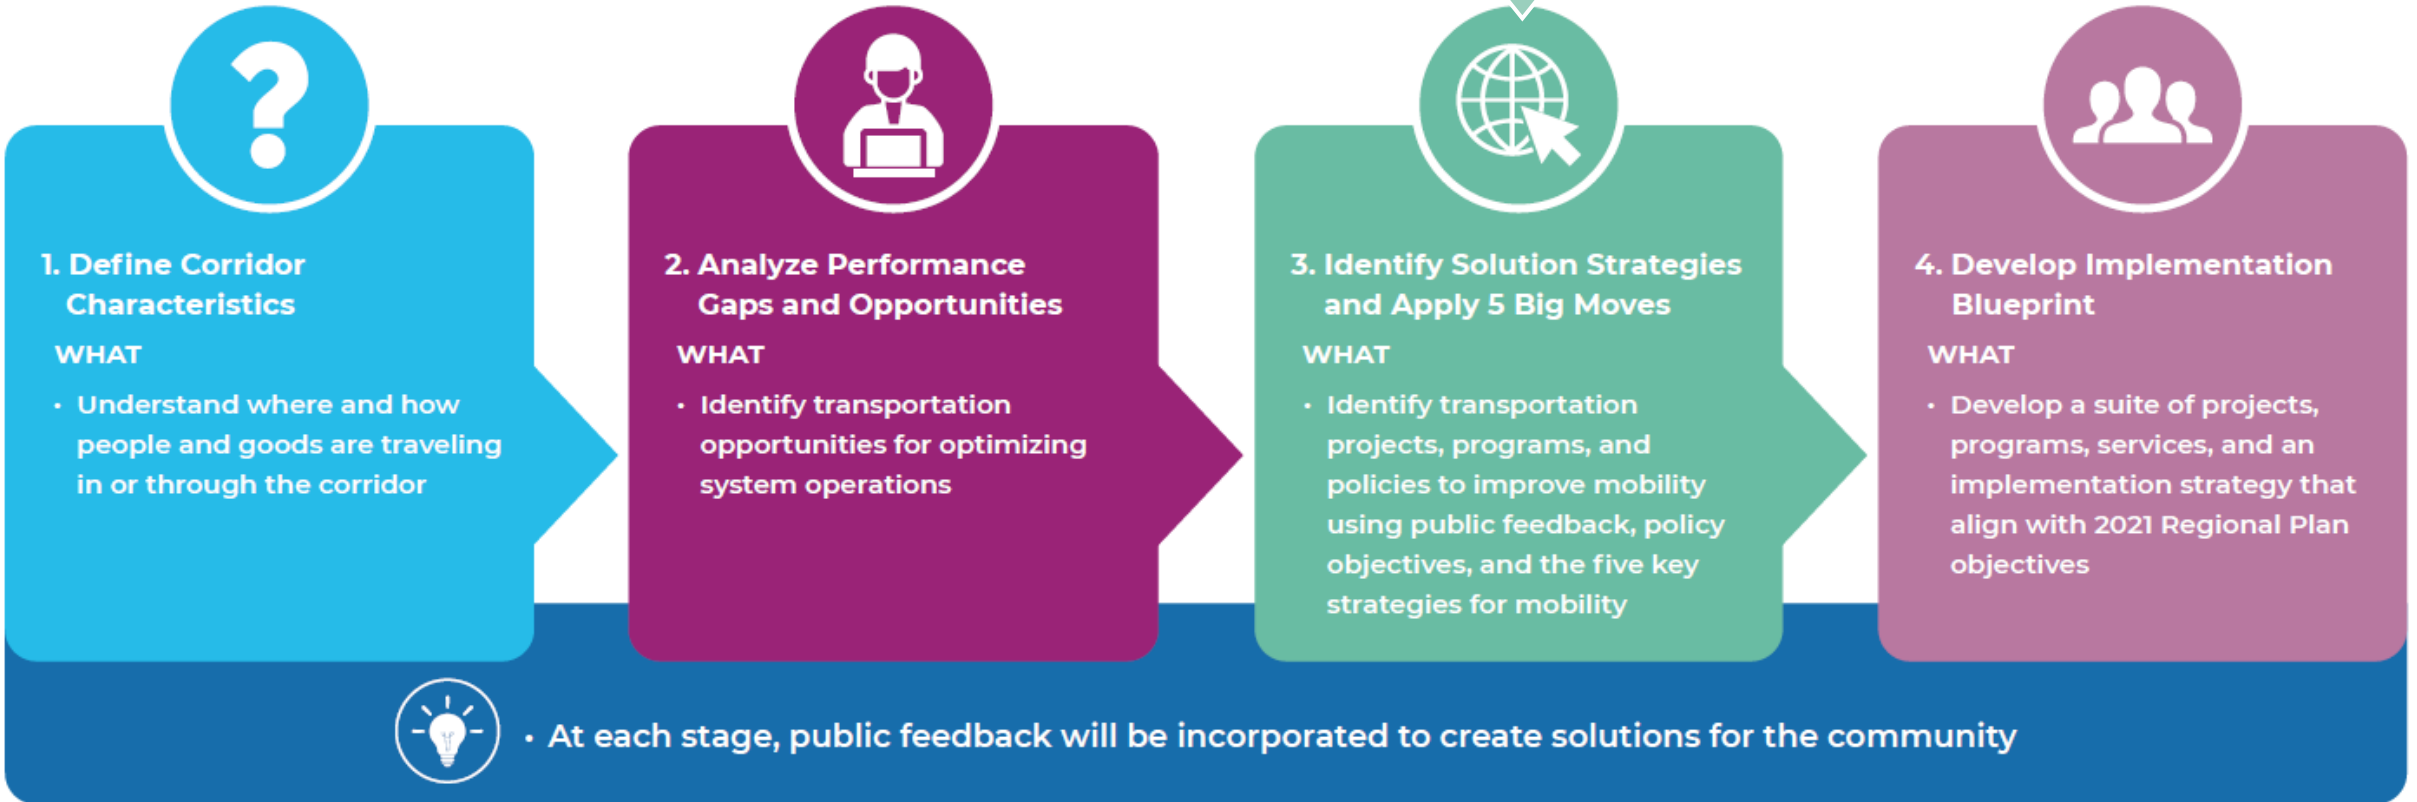 1. Define Corridor
Characteristics
WHAT
• Understand where and how
people and goods are traveling
in or through the corridor
2. Analyze Performance
Gaps and Opportunities
WHAT
• Identify transportation
opportunities for optimizing
system operations
3. Identify Solution Strategies
and Apply 5 Big Moves
WHAT
• Identify transportation
projects, programs, and
policies to improve mobility
using public feedback, policy
objectives, and the five key
strategies for mobility
4. Develop Implementation
Blueprint
WHAT
• Develop a suite of projects,
programs, services, and an
implementation strategy that
align with 2021 Regional Plan
objectives
• At each stage, public feedback will be incorporated to create solutions for the community